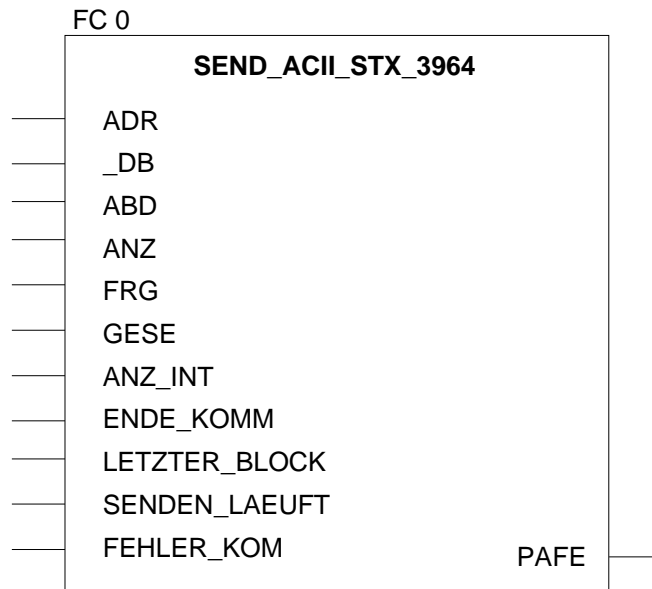 FC 0
SEND_ACII_STX_3964
ADR
_DB
ABD
ANZ
FRG
GESE
ANZ_INT
ENDE_KOMM
LETZTER_BLOCK
SENDEN_LAEUFT
FEHLER_KOM
PAFE